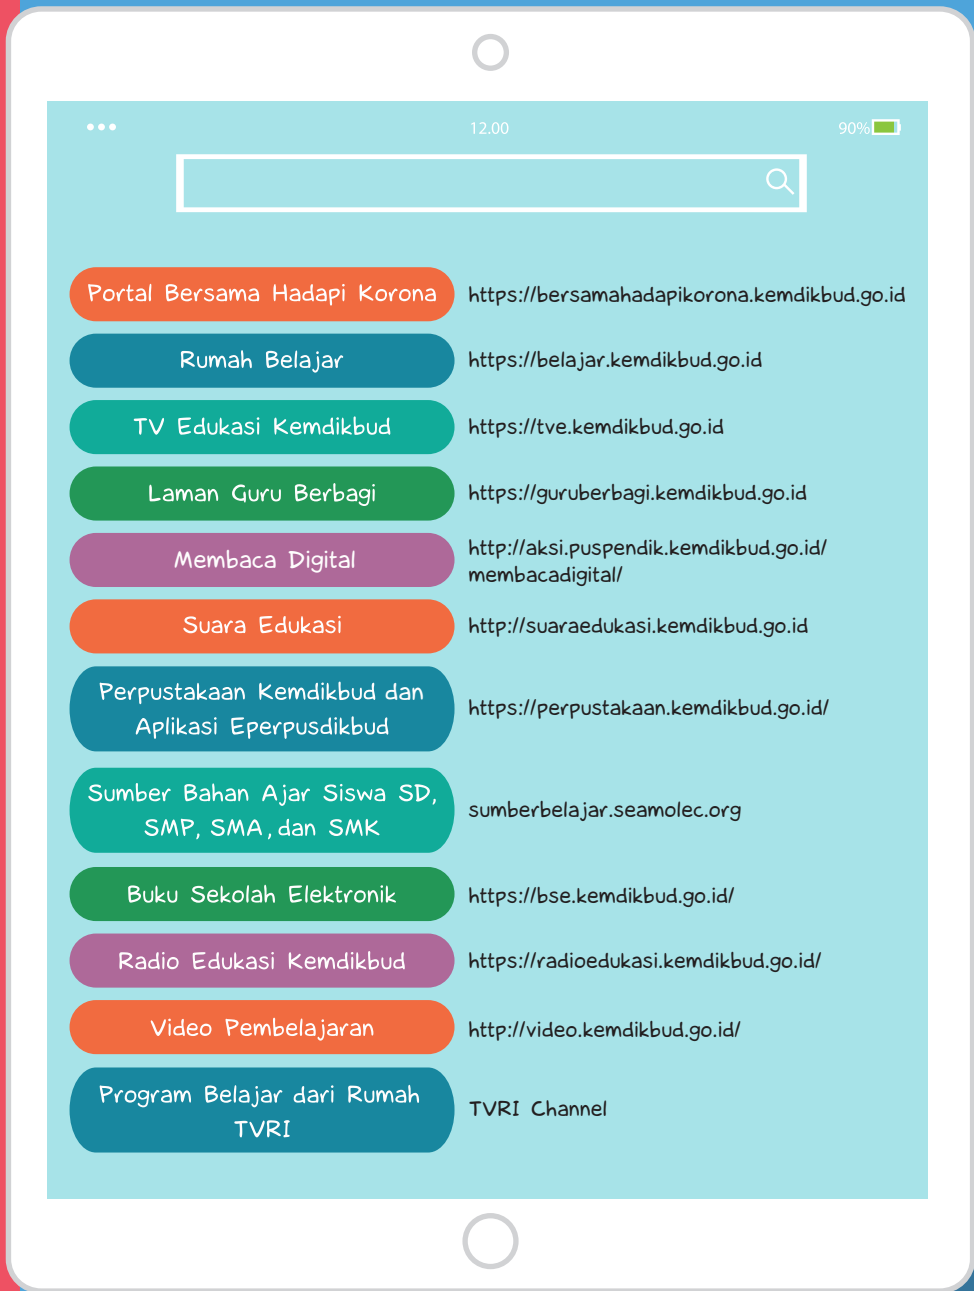 12.00
90%
Portal Bersama Hadapi Korona
https://bersamahadapikorona.kemdikbud.go.id
Rumah Belajar
https://belajar.kemdikbud.go.id
TV Edukasi Kemdikbud
https://tve.kemdikbud.go.id
Laman Guru Berbagi
https://guruberbagi.kemdikbud.go.id
Membaca Digital
http://aksi.puspendik.kemdikbud.go.id/
membacadigital/
Suara Edukasi
http://suaraedukasi.kemdikbud.go.id
Perpustakaan Kemdikbud dan
Aplikasi Eperpusdikbud
https://perpustakaan.kemdikbud.go.id/
Sumber Bahan Ajar Siswa SD,
SMP, SMA, dan SMK
sumberbelajar.seamolec.org
Buku Sekolah Elektronik
https://bse.kemdikbud.go.id/
Radio Edukasi Kemdikbud
https://radioedukasi.kemdikbud.go.id/
Video Pembelajaran
http://video.kemdikbud.go.id/
Program Belajar dari Rumah
TVRI
TVRI Channel